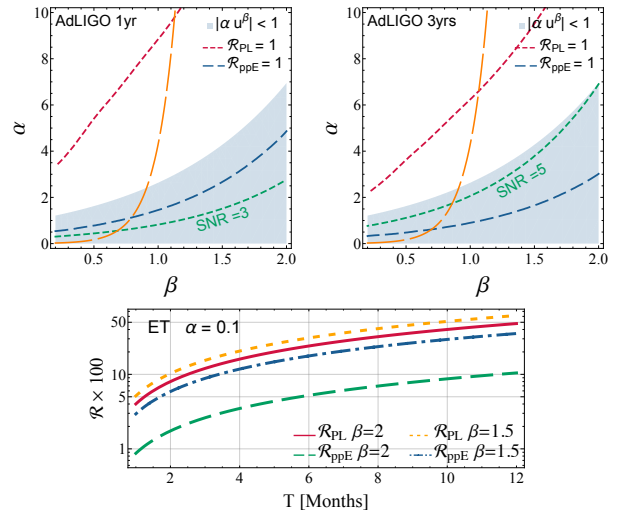 AdLIGO 1yr
|α u^β| < 1
ℛ_PL = 1
ℛ_ppE = 1
SNR =3
10
8
6
4
2
0
α
0.5 1.0 1.5 2.0
β
AdLIGO 3yrs
|α u^β| < 1
ℛ_PL = 1
ℛ_ppE = 1
SNR =5
10
8
6
4
2
0
α
0.5 1.0 1.5 2.0
β
ET α = 0.1
50
10
5
1
ℛ × 100
ℛ_PL β=2 ℛ_PL β=1.5
ℛ_ppE β=2 ℛ_ppE β=1.5
2 4 6 8 10 12
T [Months]